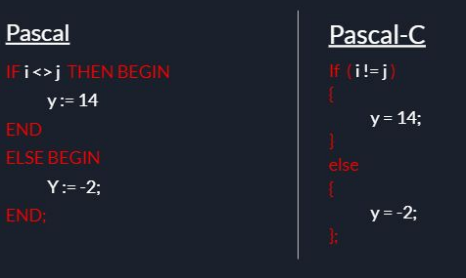 Pascal
IF i <> j THEN BEGIN
y := 14
END
ELSE BEGIN
Y := -2;
END;
Pascal-C
If ( i != j )
{
y = 14;
}
else
{
y = -2;
};